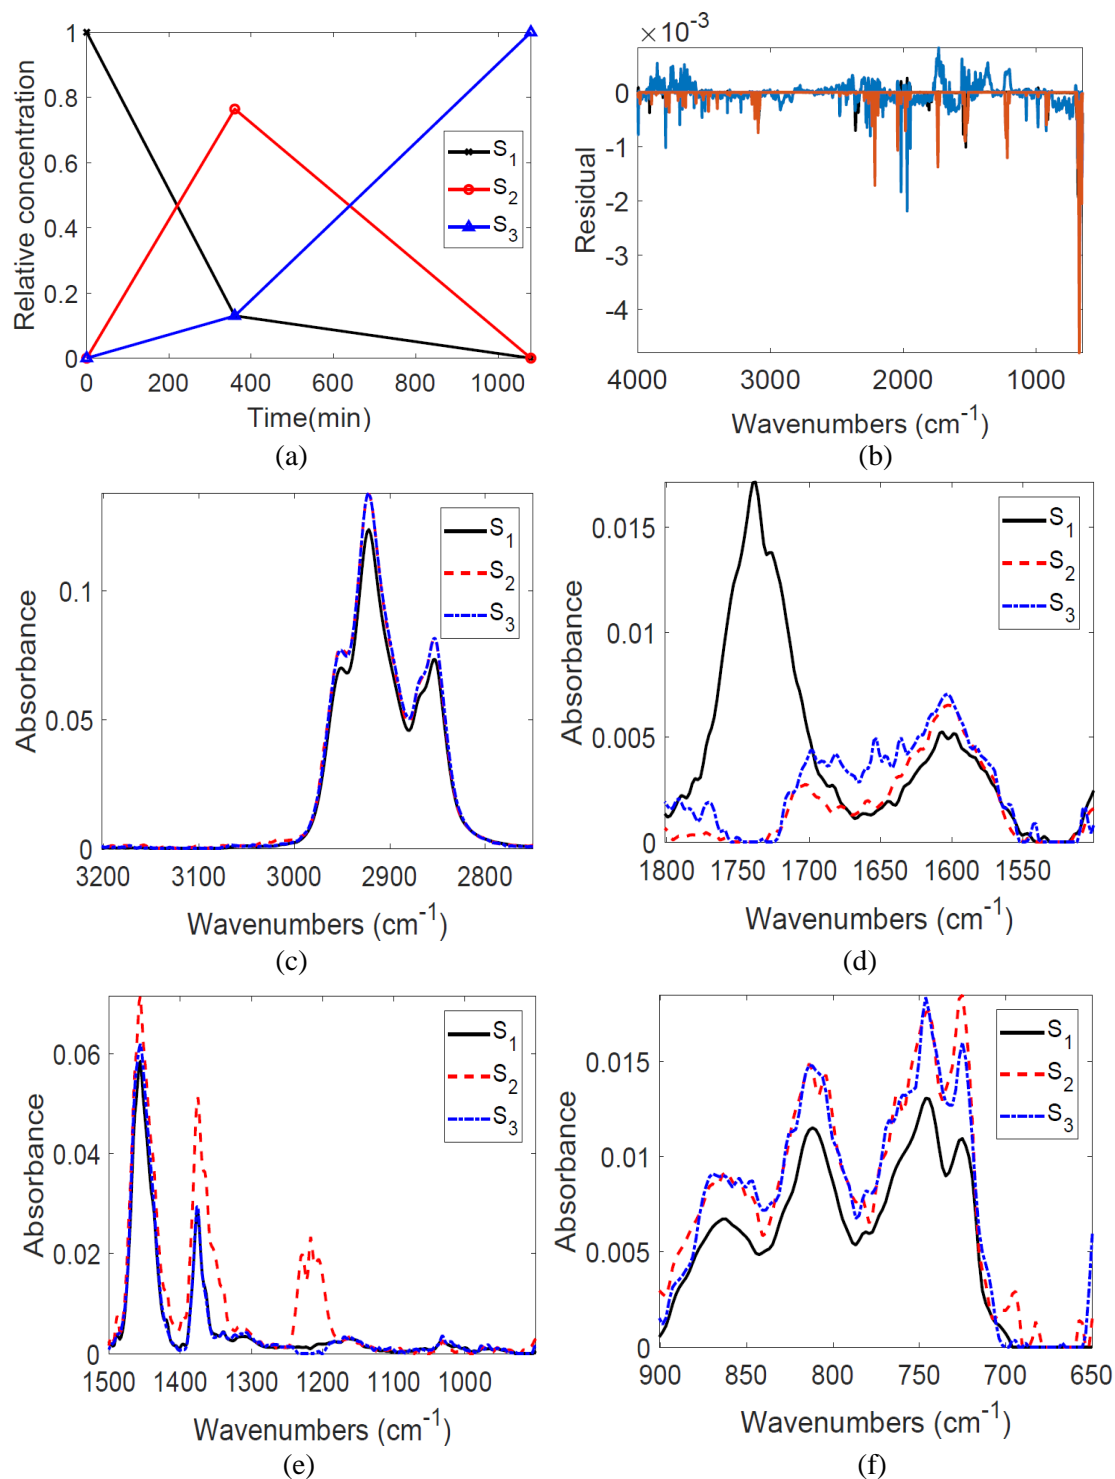 1
0.8
0.6
0.4
0.2
0
Relative concentration
S1
S2
S3
0 200 400 600 800 1000
Time(min)
(a)
×10-3
0
-1
-2
-3
-4
Residual
4000 3000 2000 1000
Wavenumbers (cm-1)
(b)
0.1
0.05
0
Absorbance
S1
S2
S3
3200 3100 3000 2900 2800
Wavenumbers (cm-1)
(c)
0.015
0.01
0.005
0
Absorbance
S1
S2
S3
1800 1750 1700 1650 1600 1550
Wavenumbers (cm-1)
(d)
0.06
0.04
0.02
0
Absorbance
S1
S2
S3
1500 1400 1300 1200 1100 1000
Wavenumbers (cm-1)
(e)
0.015
0.01
0.005
0
Absorbance
S1
S2
S3
900 850 800 750 700 650
Wavenumbers (cm-1)
(f)